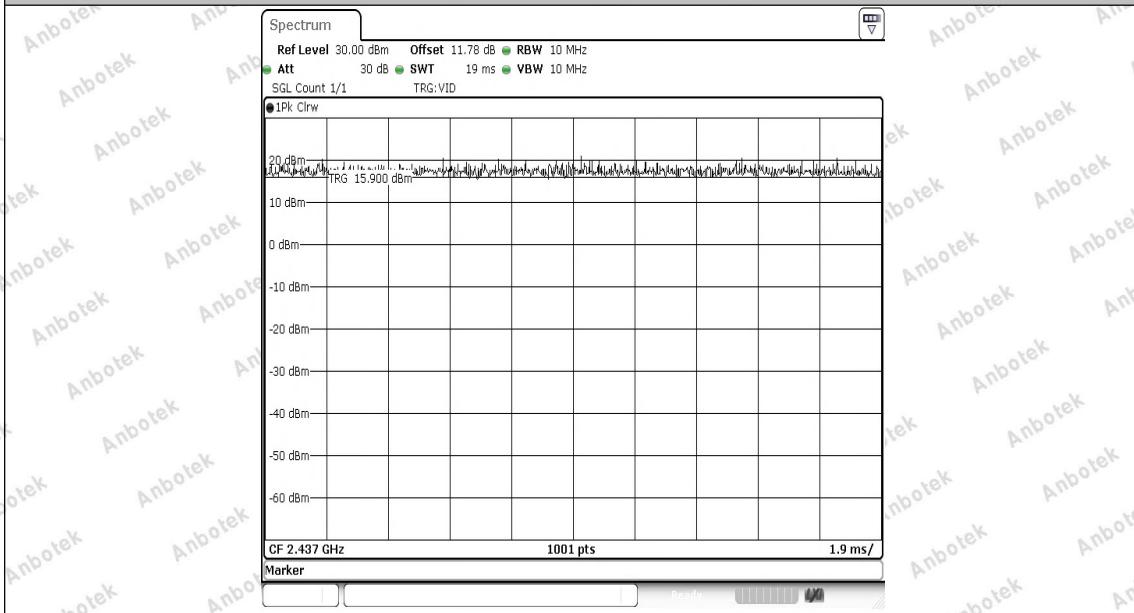 Spectrum
Ref Level 30.00 dBm Offset 11.78 dB RBW 10 MHz
Att 30 dB SWT 19 ms VBW 10 MHz
SGL Count 1/1 TRG:VID
1Pk Clrw
20 dBm
TRG 15.900 dBm
10 dBm
0 dBm
-10 dBm
-20 dBm
-30 dBm
-40 dBm
-50 dBm
-60 dBm
CF 2.437 GHz 1001 pts 1.9 ms/
Marker
Ready
Anbotek